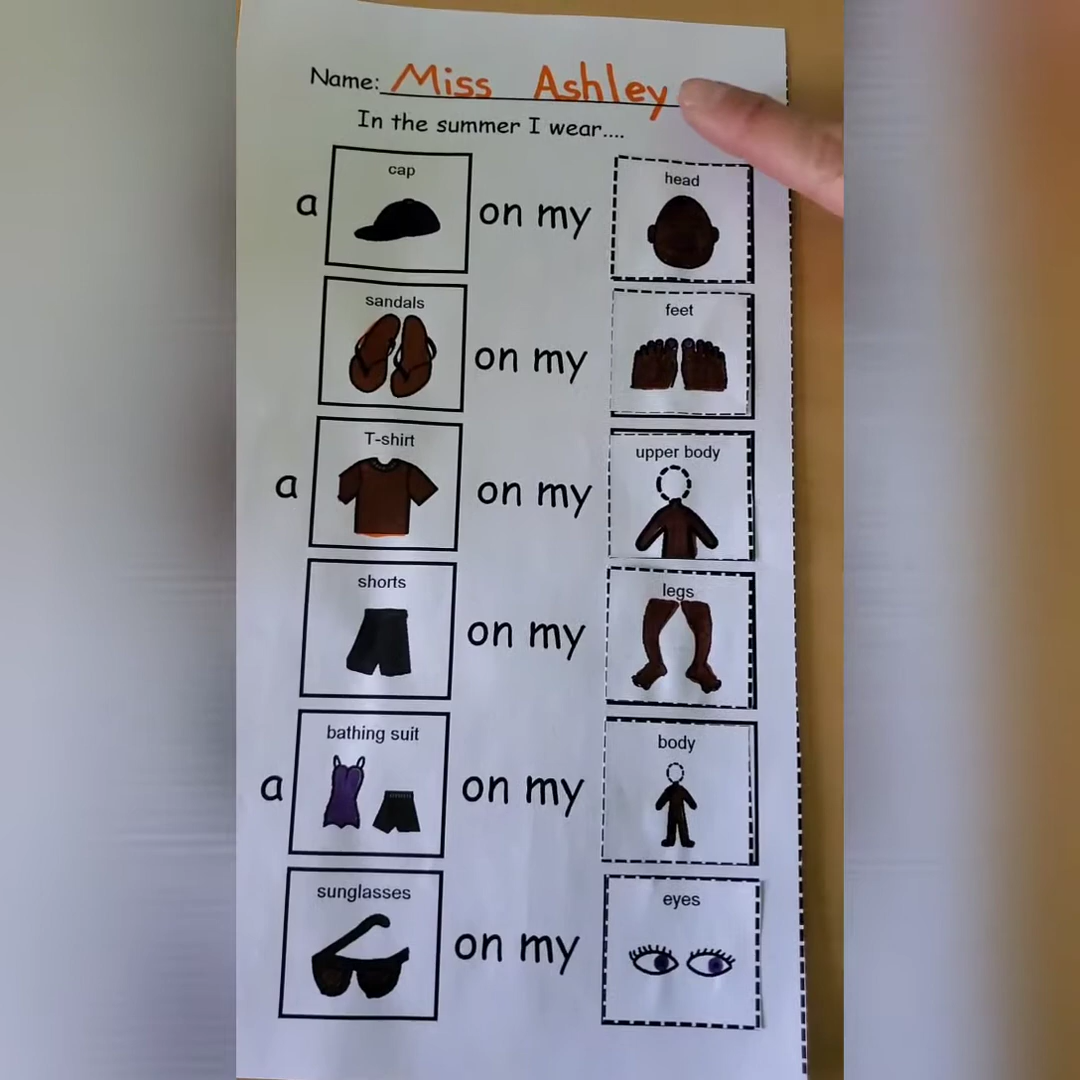 Name: Miss Ashley
In the summer I wear....
a cap on my head
sandals on my feet
a T-shirt on my upper body
shorts on my legs
a bathing suit on my body
sunglasses on my eyes